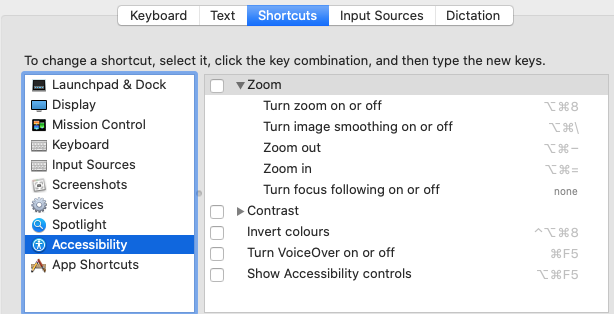 Keyboard Text Shortcuts Input Sources Dictation
To change a shortcut, select it, click the key combination, and then type the new keys.
Launchpad & Dock
Display
Mission Control
Keyboard
Input Sources
Screenshots
Services
Spotlight
Accessibility
App Shortcuts
Zoom
Turn zoom on or off ⌥⌘8
Turn image smoothing on or off ⌥⌘\
Zoom out ⌥⌘-
Zoom in ⌥⌘=
Turn focus following on or off none
Contrast
Invert colours ^⌥⌘8
Turn VoiceOver on or off ⌘F5
Show Accessibility controls ⌥⌘F5